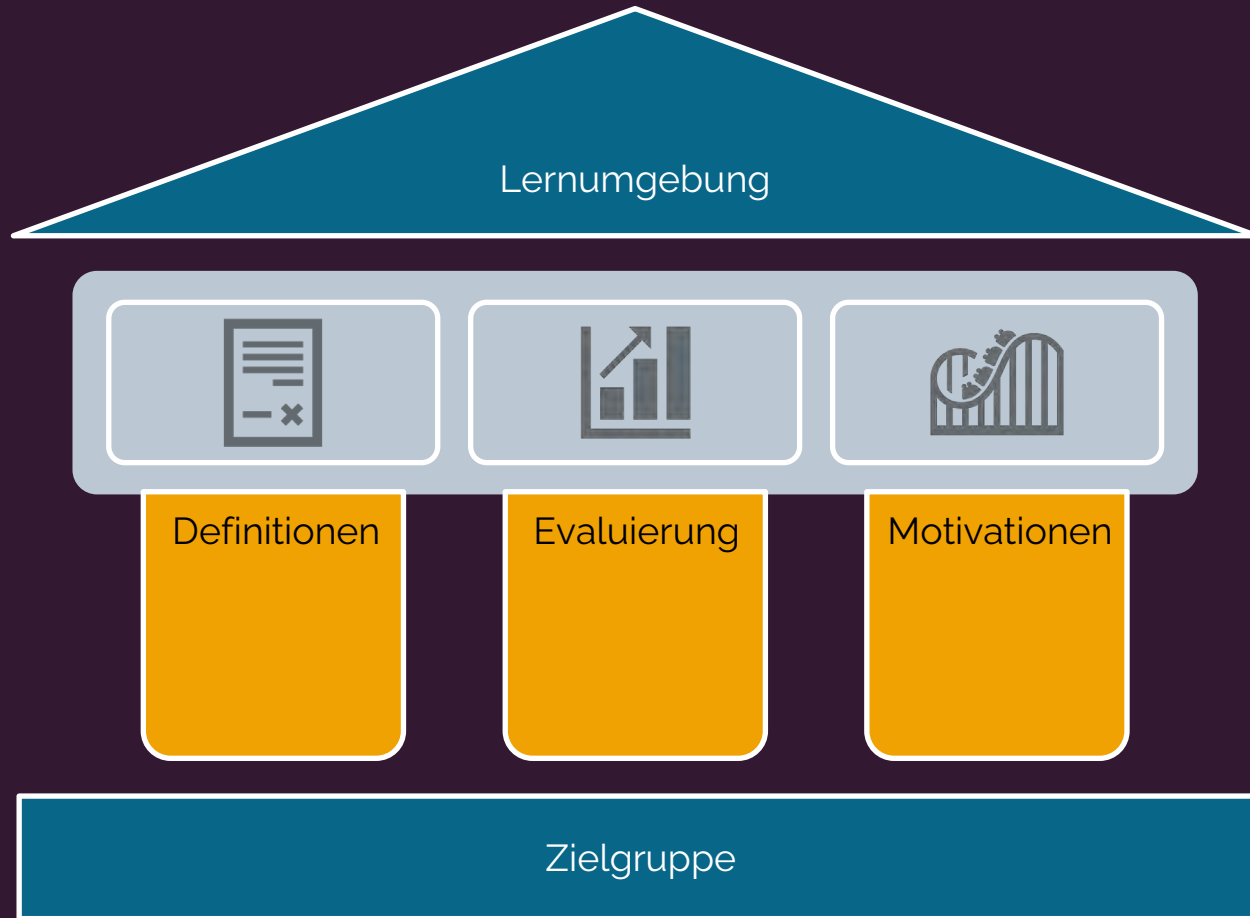 Lernumgebung
Definitionen
Evaluierung
Motivationen
Zielgruppe